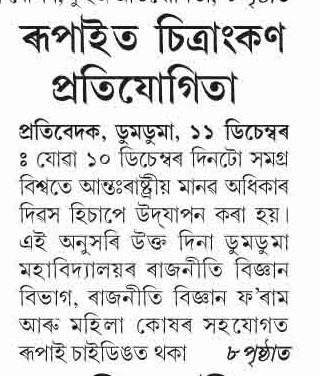 ৰূপাইত চিত্ৰাংকণ
প্ৰতিযোগিতা
প্ৰতিবেদক, ডুমডুমা, ১১ ডিচেম্বৰ
ঃ যোৱা ১০ ডিচেম্বৰ দিনটো সমগ্ৰ
বিশ্বতে আন্তঃৰাষ্ট্ৰীয় মানৱ অধিকাৰ
দিৱস হিচাপে উদ্‌যাপন কৰা হয়।
এই অনুসৰি উক্ত দিনা ডুমডুমা
মহাবিদ্যালয়ৰ ৰাজনীতি বিজ্ঞান
বিভাগ, ৰাজনীতি বিজ্ঞান ফ'ৰাম
আৰু মহিলা কোষৰ সহযোগত
ৰূপাই চাইডিঙত থকা ৮ পৃষ্ঠাত